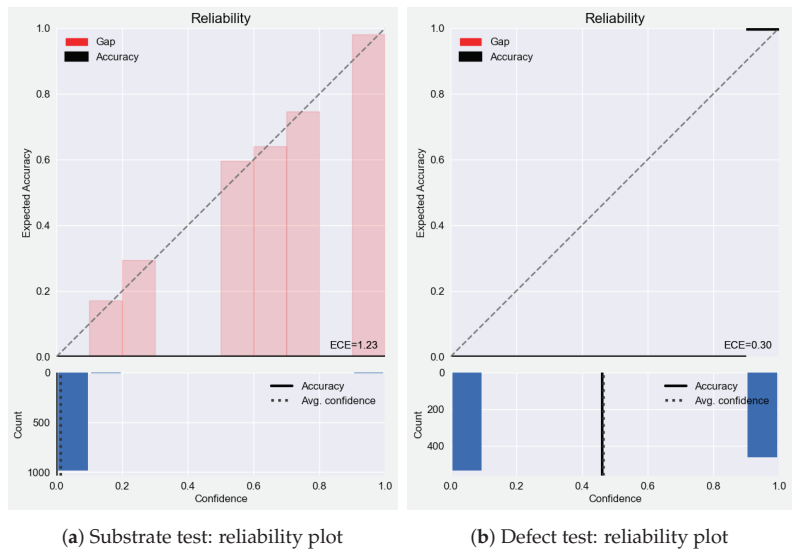 Reliability
Gap
Accuracy
1.0
0.8
0.6
0.4
0.2
0.0
Expected Accuracy
ECE=1.23
0
500
1000
Count
Accuracy
Avg. confidence
0.0 0.2 0.4 0.6 0.8 1.0
Confidence
(a) Substrate test: reliability plot
Reliability
Gap
Accuracy
1.0
0.8
0.6
0.4
0.2
0.0
Expected Accuracy
ECE=0.30
0
200
400
Count
Accuracy
Avg. confidence
0.0 0.2 0.4 0.6 0.8 1.0
Confidence
(b) Defect test: reliability plot